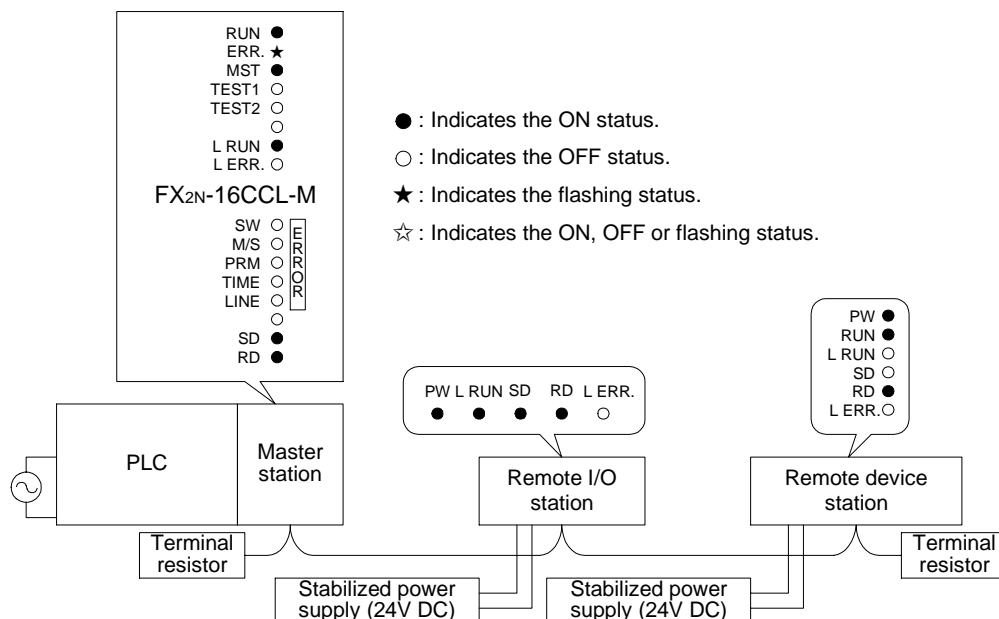 RUN
ERR.
MST
TEST1
TEST2
L RUN
L ERR.
FX2N-16CCL-M
SW
M/S
PRM
TIME
LINE
ERROR
SD
RD
: Indicates the ON status.
: Indicates the OFF status.
: Indicates the flashing status.
: Indicates the ON, OFF or flashing status.
PW
RUN
L RUN
SD
RD
L ERR.
PW L RUN SD RD L ERR.
PLC
Master
station
Remote I/O
station
Remote device
station
Terminal
resistor
Terminal
resistor
Stabilized power
supply (24V DC)
Stabilized power
supply (24V DC)